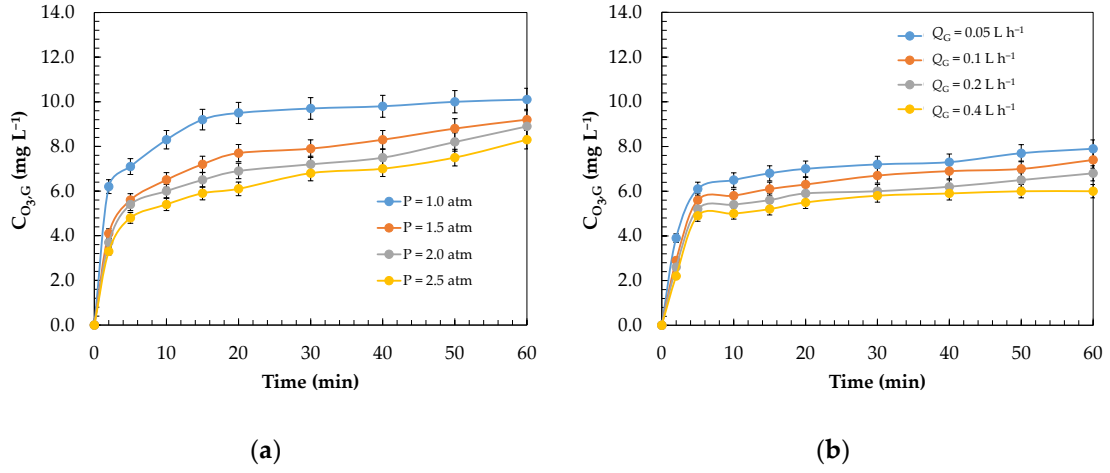 14.0
12.0
10.0
8.0
6.0
4.0
2.0
0.0
C_O3,G (mg L⁻¹)
P = 1.0 atm
P = 1.5 atm
P = 2.0 atm
P = 2.5 atm
0 10 20 30 40 50 60
Time (min)
(a)
14.0
12.0
10.0
8.0
6.0
4.0
2.0
0.0
C_O3,G (mg L⁻¹)
Q_G = 0.05 L h⁻¹
Q_G = 0.1 L h⁻¹
Q_G = 0.2 L h⁻¹
Q_G = 0.4 L h⁻¹
0 10 20 30 40 50 60
Time (min)
(b)